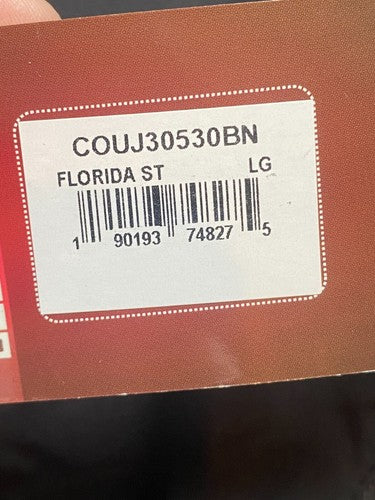 COUJ30530BN
FLORIDA ST LG
1 90193 74827 5